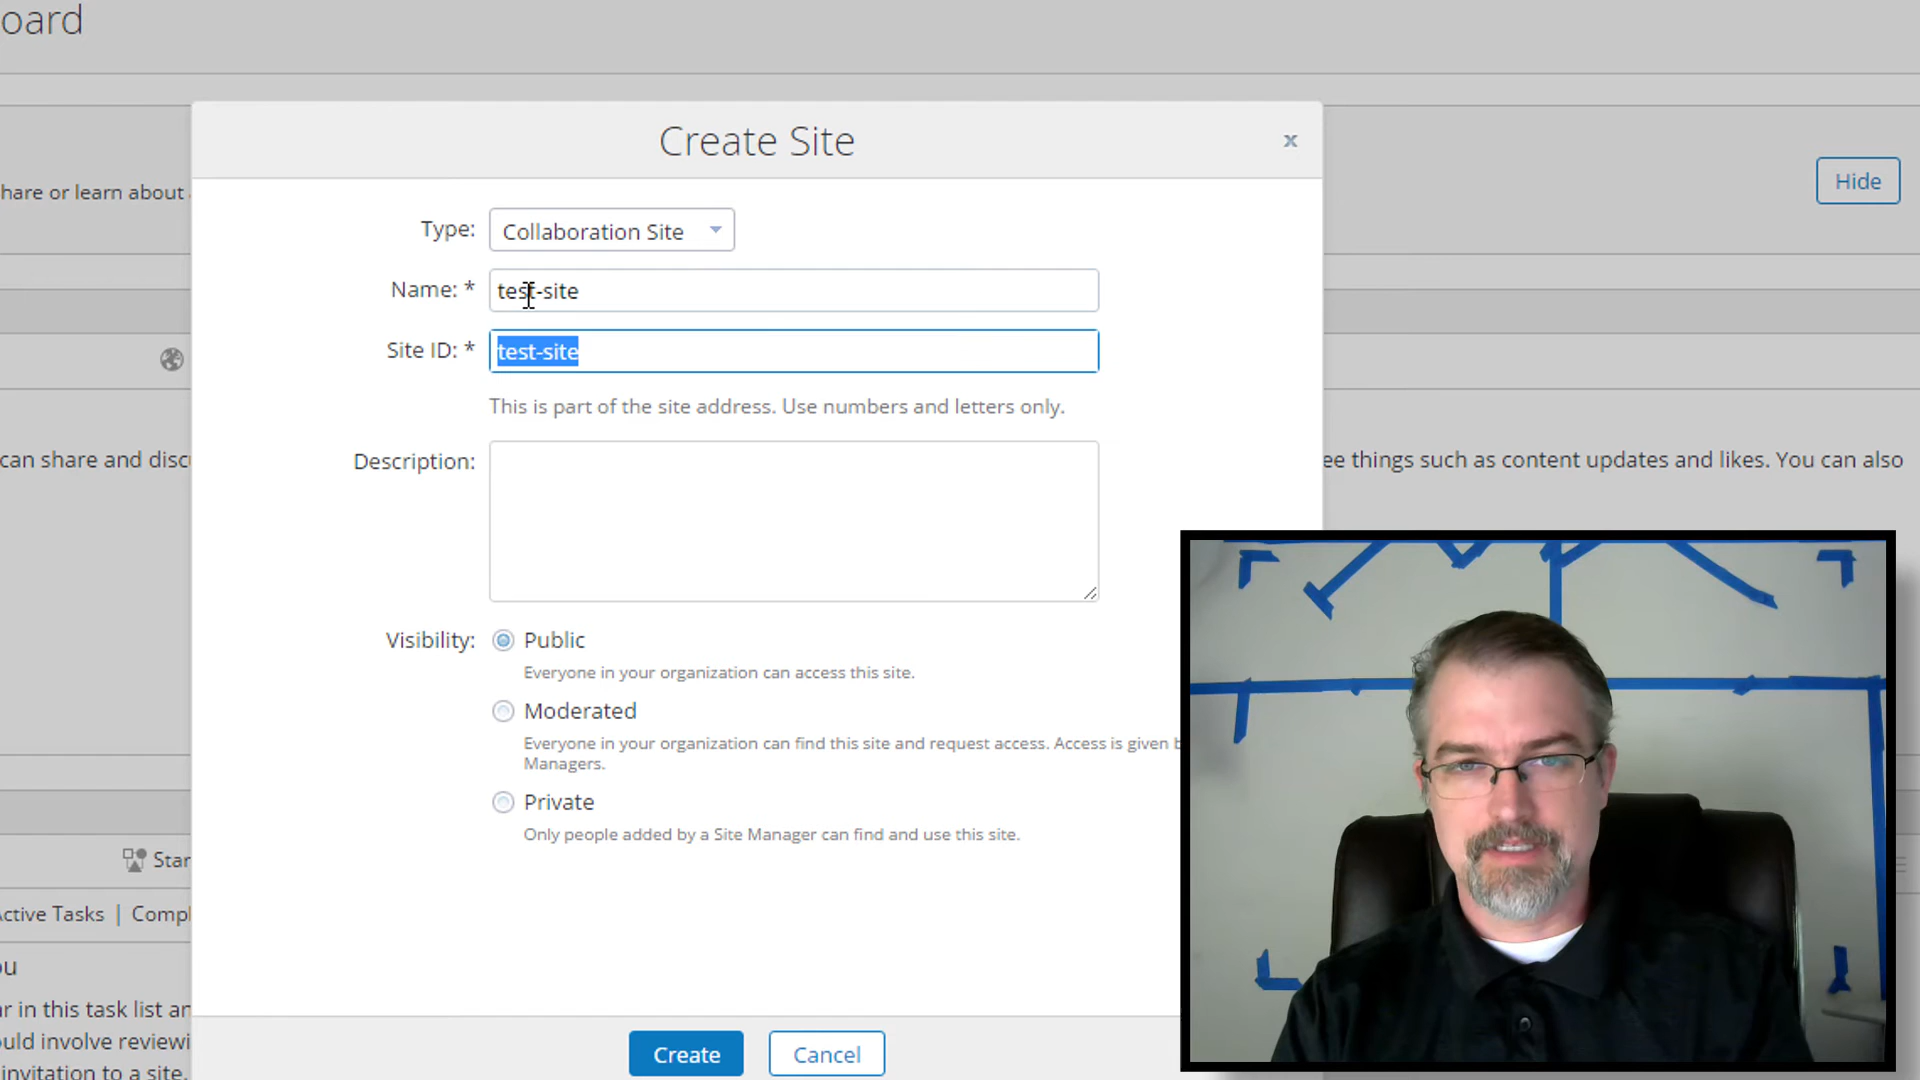 oard
Create Site
x
hare or learn about
Hide
Type: Collaboration Site
Name: * test-site
Site ID: * test-site
This is part of the site address. Use numbers and letters only.
can share and disc
ee things such as content updates and likes. You can also
Description:
Visibility: Public
Everyone in your organization can access this site.
Moderated
Everyone in your organization can find this site and request access. Access is given
Managers.
Private
Only people added by a Site Manager can find and use this site.
Star
ctive Tasks | Compl
ou
ar in this task list an
uld involve reviewi
nvitation to a site.
Create Cancel